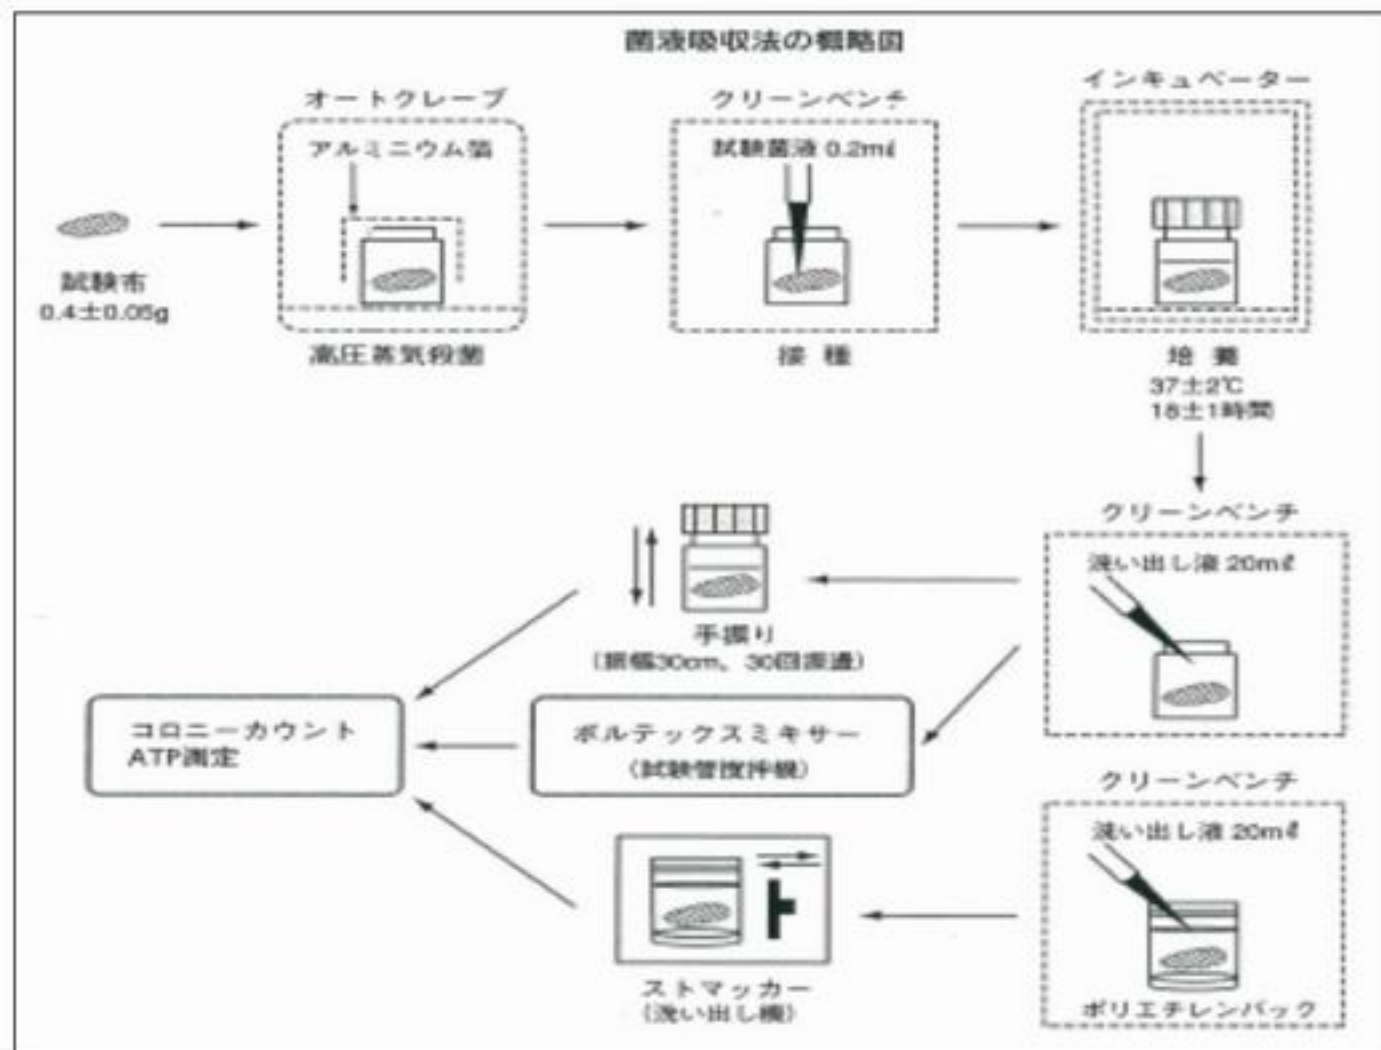 菌液吸収法の概略図
オートクレーブ
アルミニウム箔
試験布
0.4±0.05g
高圧蒸気殺菌
クリーンベンチ
試験菌液 0.2mℓ
接種
インキュベーター
培養
37±2℃
18±1時間
クリーンベンチ
洗い出し液 20mℓ
手振り
(振幅30cm、30回振盪)
ボルテックスミキサー
(試験管撹拌機)
コロニーカウント
ATP測定
クリーンベンチ
洗い出し液 20mℓ
ポリエチレンバック
ストマッカー
(洗い出し機)